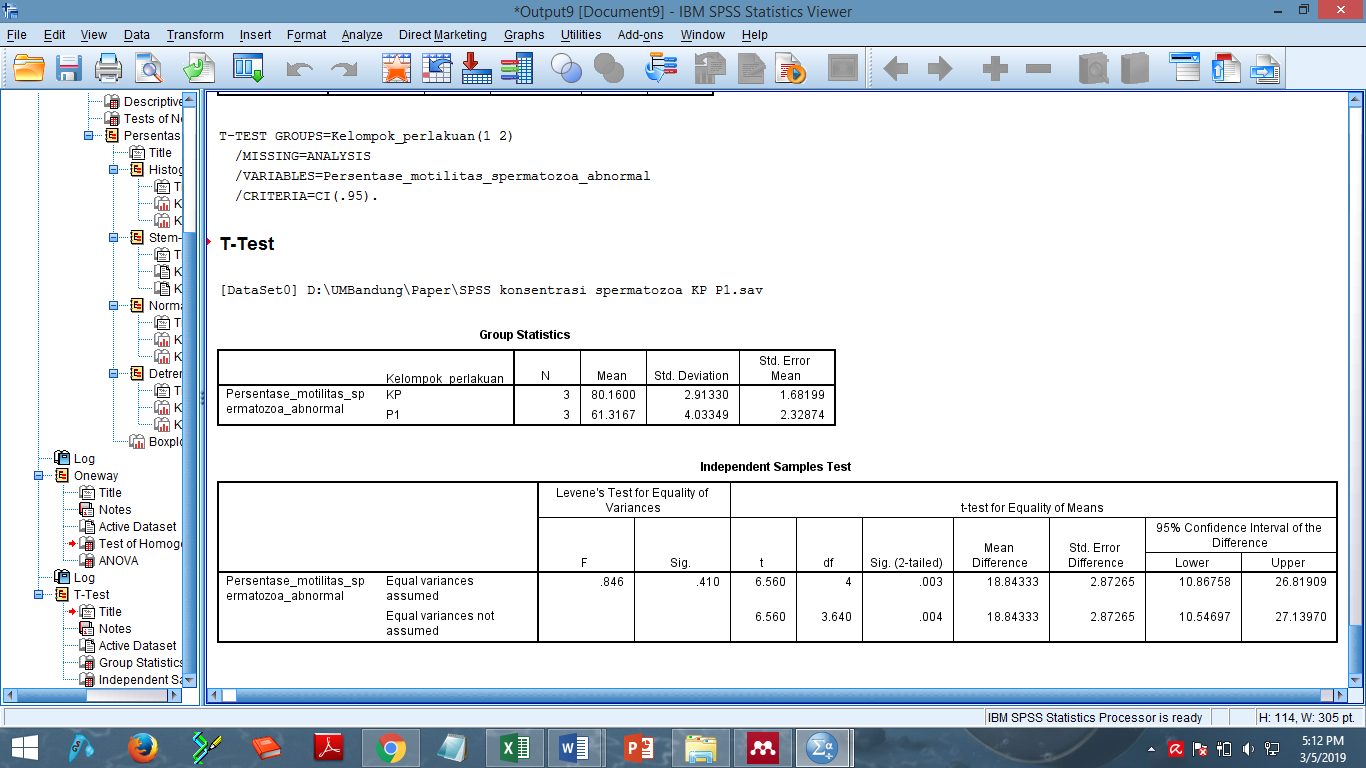 *Output9 [Document9] - IBM SPSS Statistics Viewer
File Edit View Data Transform Insert Format Analyze Direct Marketing Graphs Utilities Add-ons Window Help
Descriptive
Tests of No
Persentas
Title
Histog
T
K
K
Stem-
T
K
K
Norma
T
K
K
Detren
T
K
K
Boxplo
Log
Oneway
Title
Notes
Active Dataset
Test of Homoge
ANOVA
Log
T-Test
Title
Notes
Active Dataset
Group Statistics
Independent Sa
T-TEST GROUPS=Kelompok_perlakuan(1 2)
/MISSING=ANALYSIS
/VARIABLES=Persentase_motilitas_spermatozoa_abnormal
/CRITERIA=CI(.95).
T-Test
[DataSet0] D:\UMBandung\Paper\SPSS konsentrasi spermatozoa KP P1.sav
Group Statistics
Kelompok_perlakuan N Mean Std. Deviation Std. Error Mean
Persentase_motilitas_sp KP 3 80.1600 2.91330 1.68199
ermatozoa_abnormal P1 3 61.3167 4.03349 2.32874
Independent Samples Test
Levene's Test for Equality of Variances t-test for Equality of Means
95% Confidence Interval of the Difference
F Sig. t df Sig. (2-tailed) Mean Difference Std. Error Difference Lower Upper
Persentase_motilitas_sp ermatozoa_abnormal Equal variances assumed .846 .410 6.560 4 .003 18.84333 2.87265 10.86758 26.81909
Equal variances not assumed 6.560 3.640 .004 18.84333 2.87265 10.54697 27.13970
IBM SPSS Statistics Processor is ready H: 114, W: 305 pt.
5:12 PM
3/5/2019